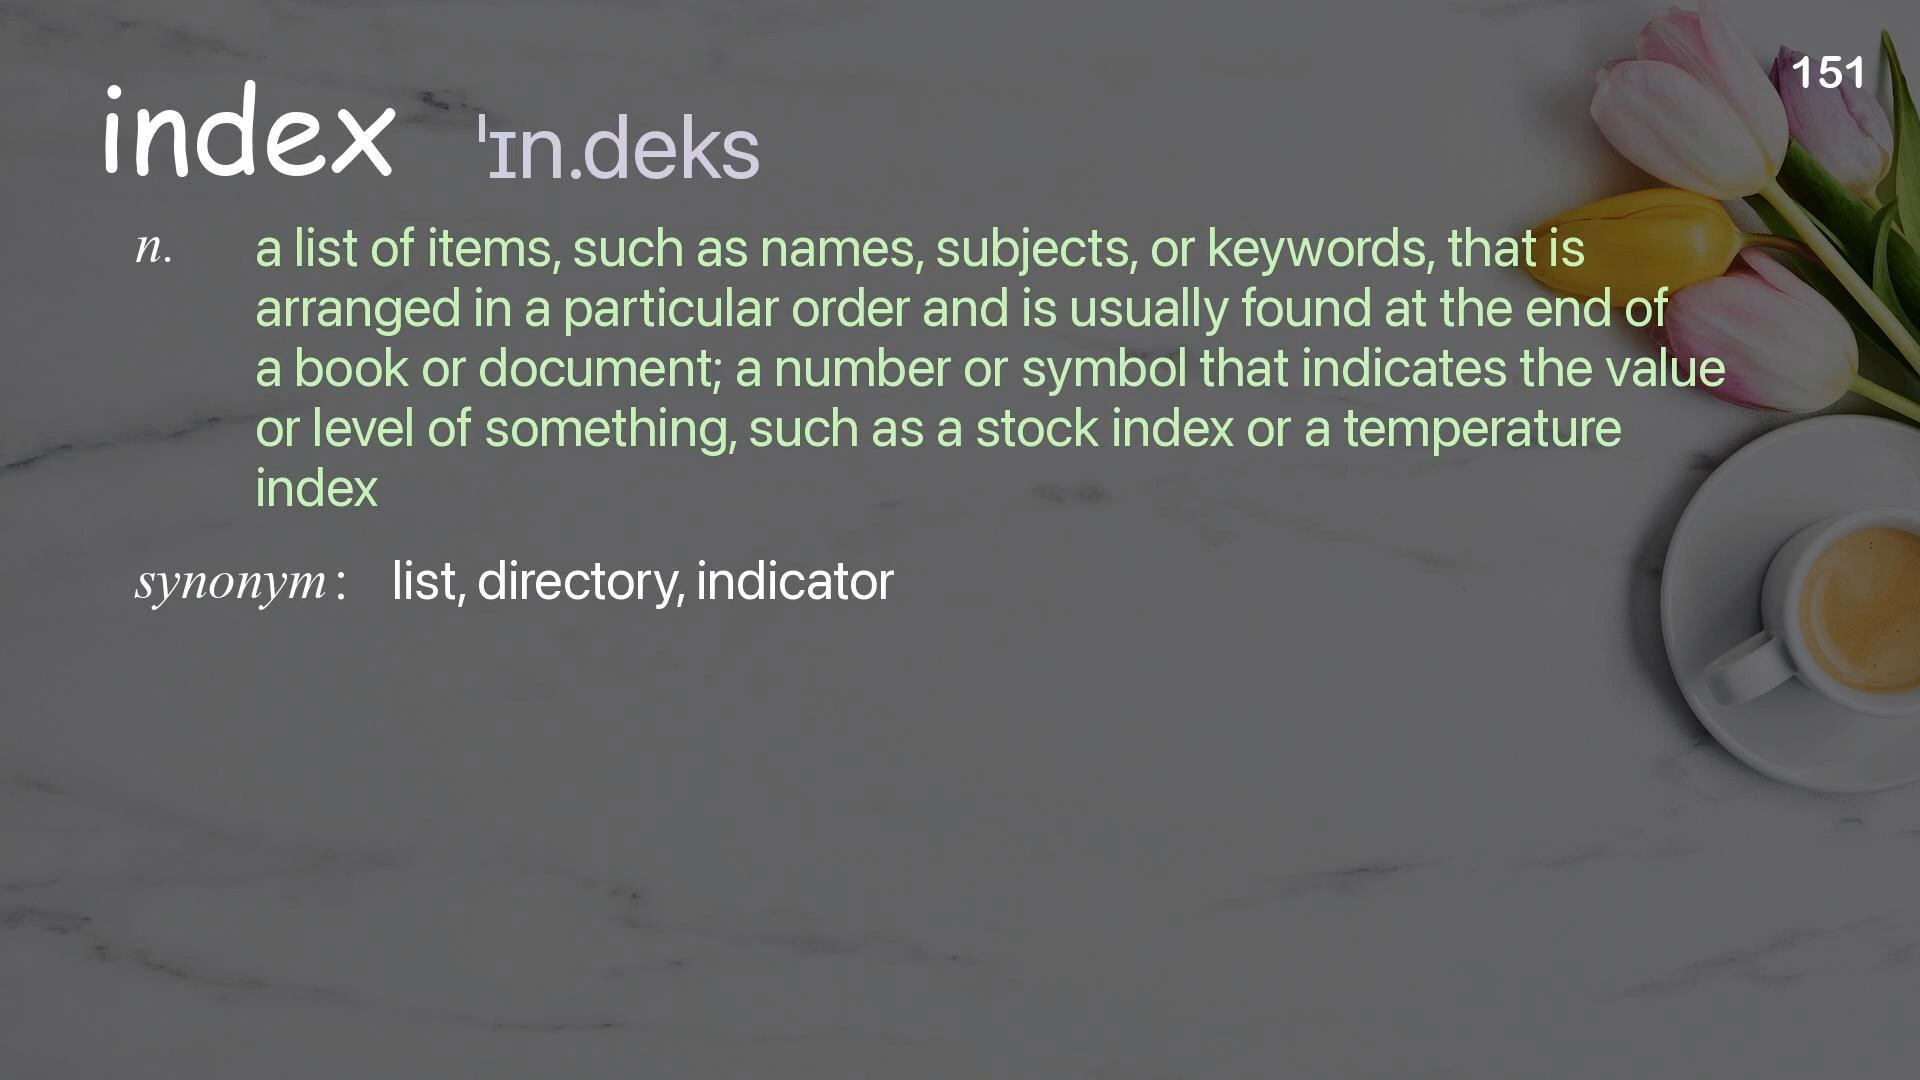 151
index ˈɪn.deks
n. a list of items, such as names, subjects, or keywords, that is
arranged in a particular order and is usually found at the end of
a book or document; a number or symbol that indicates the value
or level of something, such as a stock index or a temperature
index
synonym: list, directory, indicator